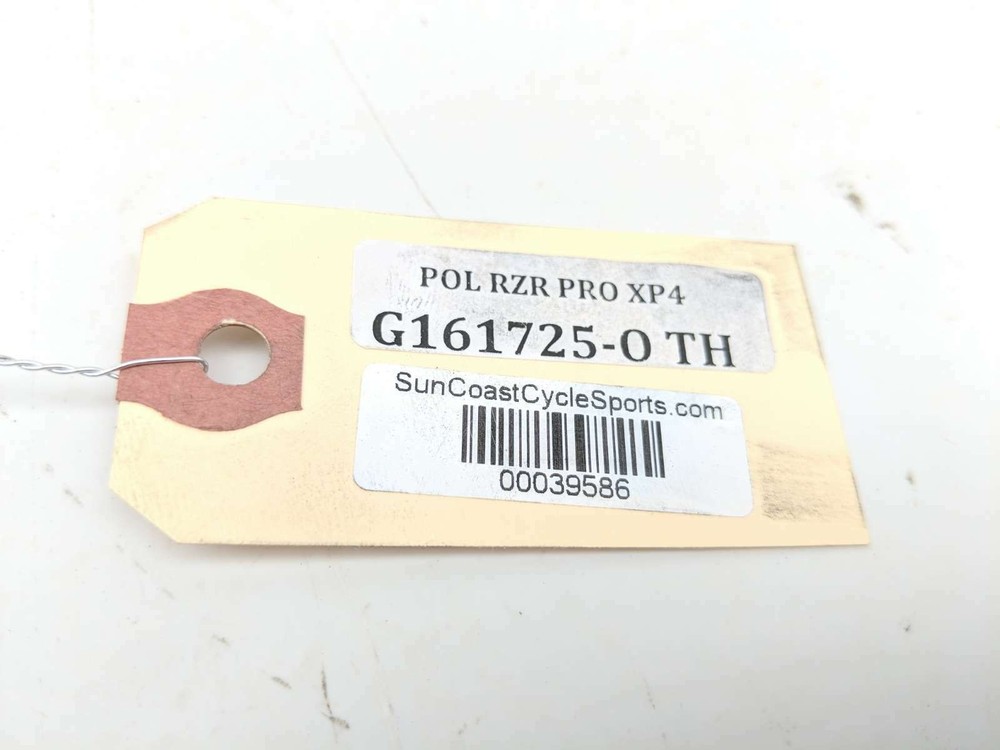 POL RZR PRO XP4
G161725-O TH
SunCoastCycleSports.com
00039586